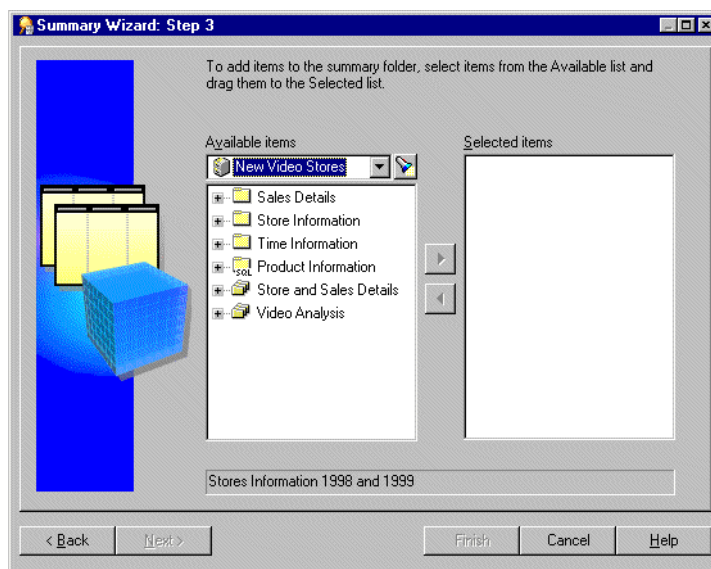 Summary Wizard: Step 3
To add items to the summary folder, select items from the Available list and
drag them to the Selected list.
Available items
Selected items
New Video Stores
Sales Details
Store Information
Time Information
SQL
Product Information
Store and Sales Details
Video Analysis
Stores Information 1998 and 1999
< Back
Next >
Finish
Cancel
Help